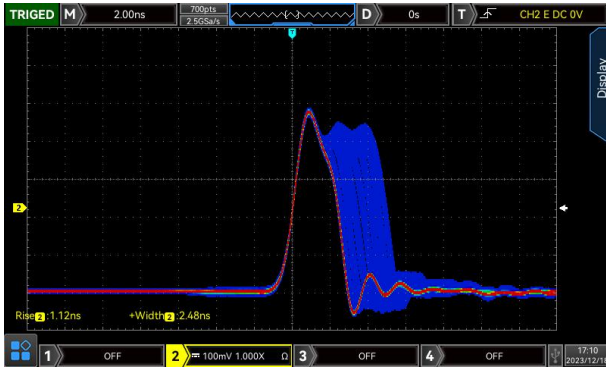 TRIGED M 2.00ns 700pts 2.5GSa/s D 0s T CH2 E DC 0V
Display
2
Rise2:1.12ns +Width2:2.48ns
1 OFF 2 100mV 1.000X Ω 3 OFF 4 OFF 17:10
2023/12/18